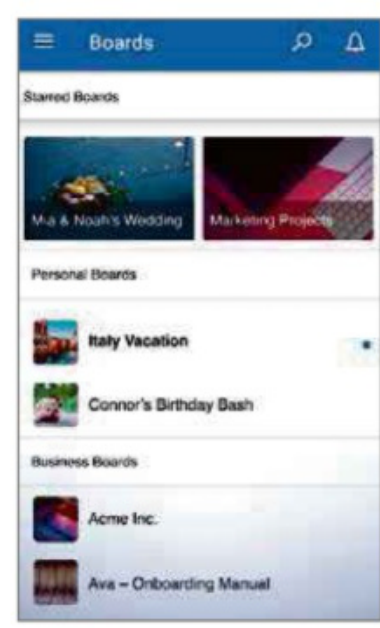 Boards
Starred Boards
Mia & Noah's Wedding
Marketing Projects
Personal Boards
Italy Vacation
Connor's Birthday Bash
Business Boards
Acme Inc.
Ava – Onboarding Manual